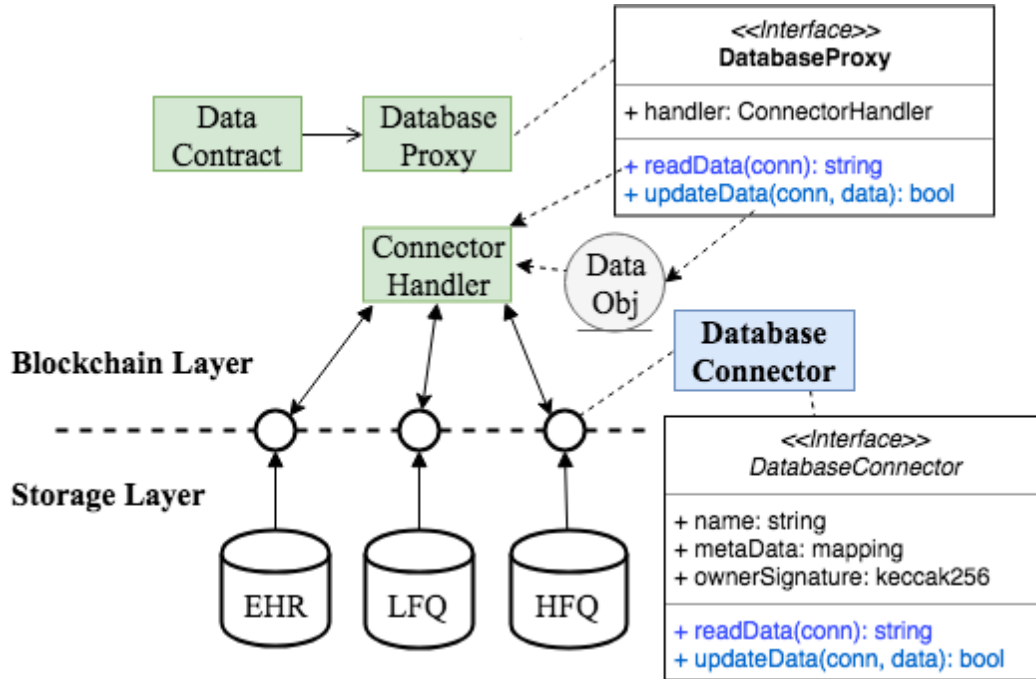 <<Interface>>
DatabaseProxy
+ handler: ConnectorHandler
+ readData(conn): string
+ updateData(conn, data): bool
Data
Contract
Database
Proxy
Connector
Handler
Data
Obj
Database
Connector
Blockchain Layer
Storage Layer
<<Interface>>
DatabaseConnector
+ name: string
+ metaData: mapping
+ ownerSignature: keccak256
+ readData(conn): string
+ updateData(conn, data): bool
EHR
LFQ
HFQ